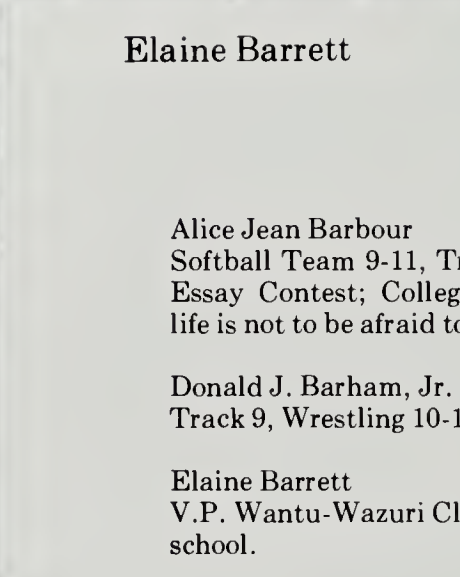 Elaine Barrett
Alice Jean Barbour
Softball Team 9-11,
Essay Contest;
life is not to be afraid
Donald J. Barham, Jr.
Track 9, Wrestling
Elaine Barrett
V.P. Wantu-Wazuri
school.